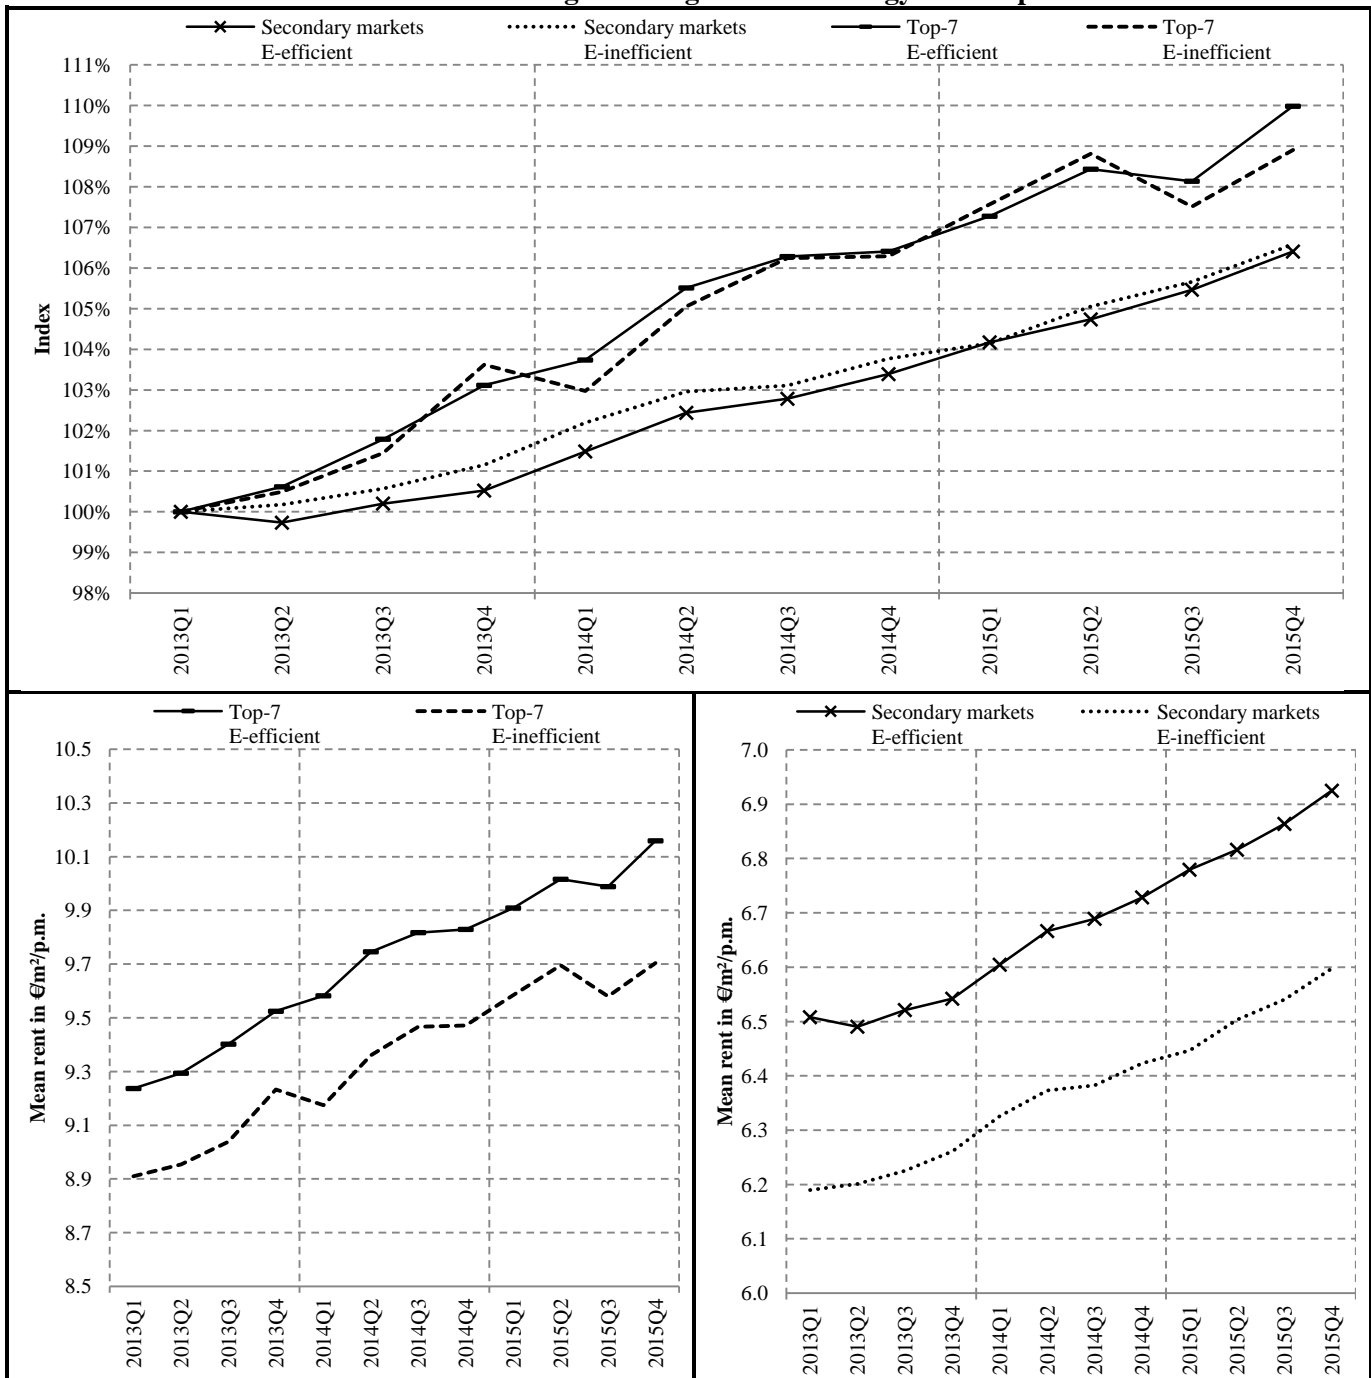 Secondary markets
E-efficient
Secondary markets
E-inefficient
Top-7
E-efficient
Top-7
E-inefficient
111%
110%
109%
108%
107%
106%
105%
104%
103%
102%
101%
100%
99%
98%
Index
2013Q1
2013Q2
2013Q3
2013Q4
2014Q1
2014Q2
2014Q3
2014Q4
2015Q1
2015Q2
2015Q3
2015Q4
Top-7
E-efficient
Top-7
E-inefficient
10.5
10.3
10.1
9.9
9.7
9.5
9.3
9.1
8.9
8.7
8.5
Mean rent in €/m²/p.m.
2013Q1
2013Q2
2013Q3
2013Q4
2014Q1
2014Q2
2014Q3
2014Q4
2015Q1
2015Q2
2015Q3
2015Q4
Secondary markets
E-efficient
Secondary markets
E-inefficient
7.0
6.9
6.8
6.7
6.6
6.5
6.4
6.3
6.2
6.1
6.0
Mean rent in €/m²/p.m.
2013Q1
2013Q2
2013Q3
2013Q4
2014Q1
2014Q2
2014Q3
2014Q4
2015Q1
2015Q2
2015Q3
2015Q4